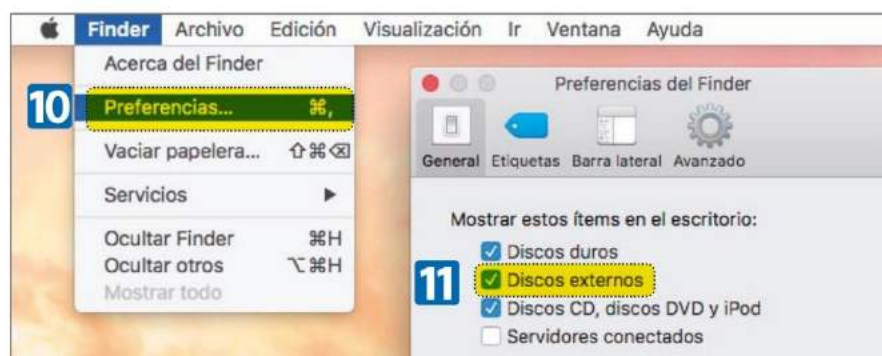 Finder Archivo Edición Visualización Ir Ventana Ayuda
Acerca del Finder
10 Preferencias... ⌘,
Vaciar papelera... ⇧⌘⌫
Servicios ▶
Ocultar Finder ⌘H
Ocultar otros ⌥⌘H
Mostrar todo
Preferencias del Finder
General Etiquetas Barra lateral Avanzado
Mostrar estos ítems en el escritorio:
Discos duros
11 Discos externos
Discos CD, discos DVD y iPod
Servidores conectados